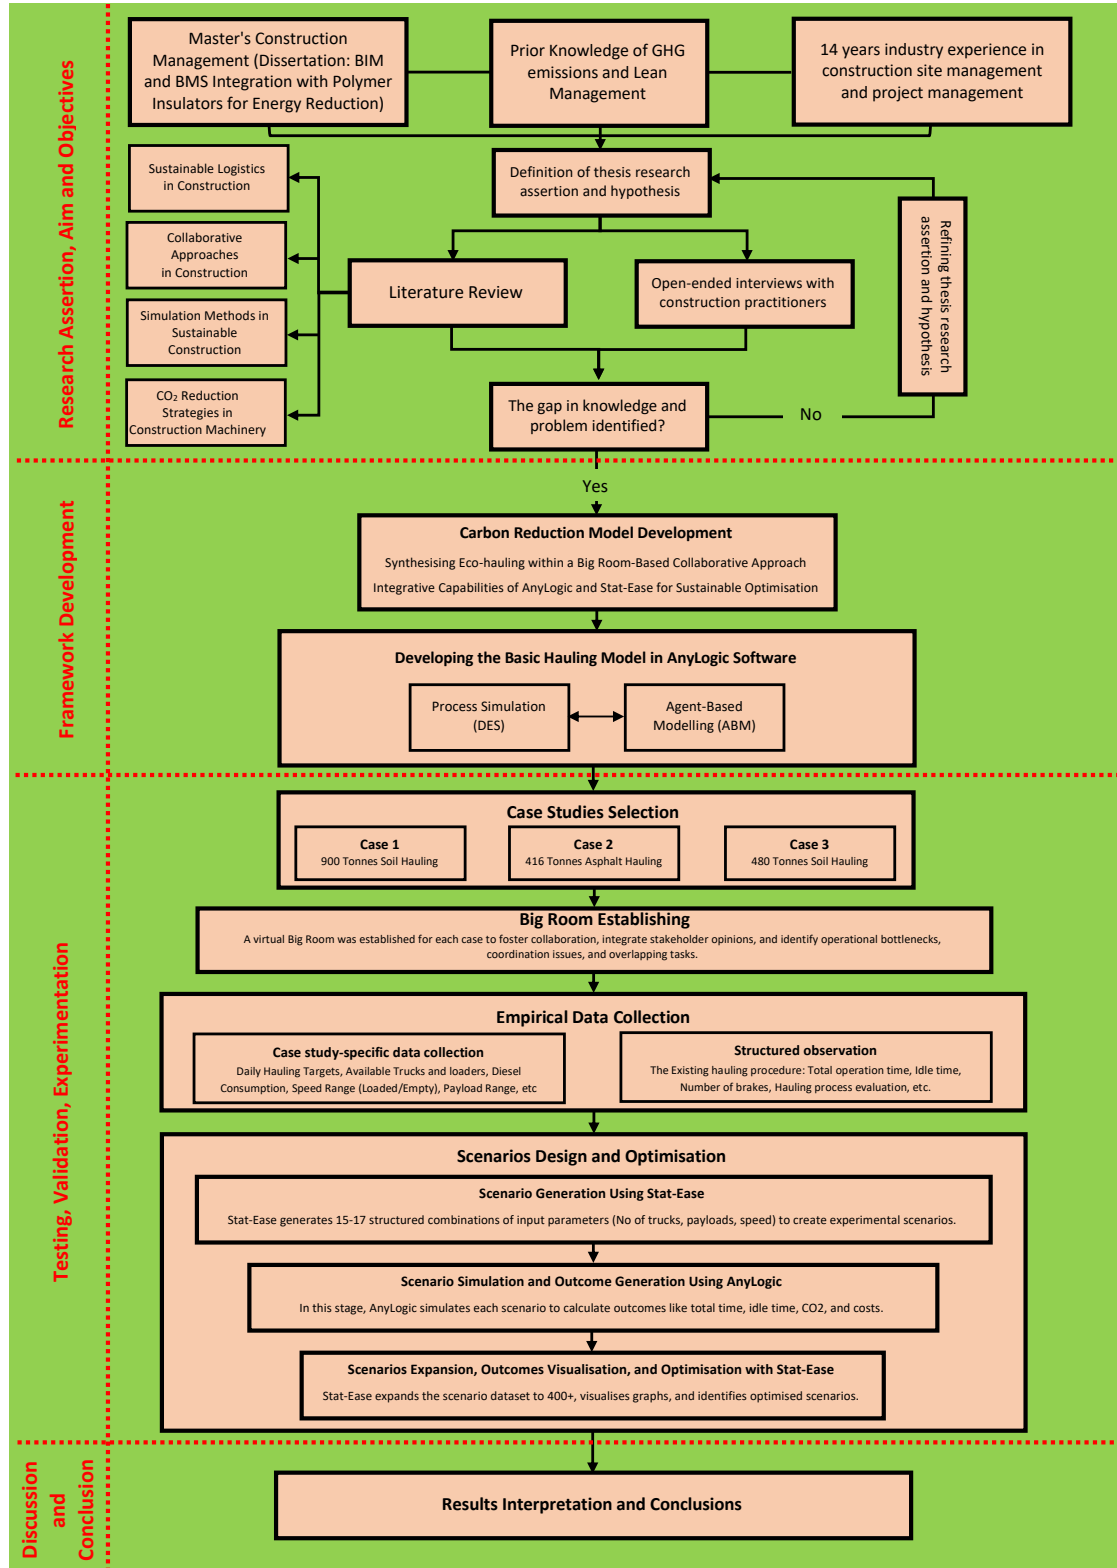 Research Assertion, Aim and Objectives
Master's Construction
Management (Dissertation: BIM
and BMS Integration with Polymer
Insulators for Energy Reduction)
Prior Knowledge of GHG
emissions and Lean
Management
14 years industry experience in
construction site management
and project management
Definition of thesis research
assertion and hypothesis
Sustainable Logistics
in Construction
Collaborative
Approaches
in Construction
Simulation Methods in
Sustainable
Construction
CO₂ Reduction
Strategies in
Construction Machinery
Literature Review
Open-ended interviews with
construction practitioners
Refining thesis research
assertion and hypothesis
The gap in knowledge and
problem identified?
No
Yes
Framework Development
Carbon Reduction Model Development
Synthesising Eco-hauling within a Big Room-Based Collaborative Approach
Integrative Capabilities of AnyLogic and Stat-Ease for Sustainable Optimisation
Developing the Basic Hauling Model in AnyLogic Software
Process Simulation
(DES)
Agent-Based
Modelling (ABM)
Testing, Validation, Experimentation
Case Studies Selection
Case 1
900 Tonnes Soil Hauling
Case 2
416 Tonnes Asphalt Hauling
Case 3
480 Tonnes Soil Hauling
Big Room Establishing
A virtual Big Room was established for each case to foster collaboration, integrate stakeholder opinions, and identify operational bottlenecks,
coordination issues, and overlapping tasks.
Empirical Data Collection
Case study-specific data collection
Daily Hauling Targets, Available Trucks and loaders, Diesel
Consumption, Speed Range (Loaded/Empty), Payload Range, etc
Structured observation
The Existing hauling procedure: Total operation time, Idle time,
Number of brakes, Hauling process evaluation, etc.
Scenarios Design and Optimisation
Scenario Generation Using Stat-Ease
Stat-Ease generates 15-17 structured combinations of input parameters (No of trucks, payloads, speed) to create experimental scenarios.
Scenario Simulation and Outcome Generation Using AnyLogic
In this stage, AnyLogic simulates each scenario to calculate outcomes like total time, idle time, CO2, and costs.
Scenarios Expansion, Outcomes Visualisation, and Optimisation with Stat-Ease
Stat-Ease expands the scenario dataset to 400+, visualises graphs, and identifies optimised scenarios.
Discussion
and
Conclusion
Results Interpretation and Conclusions